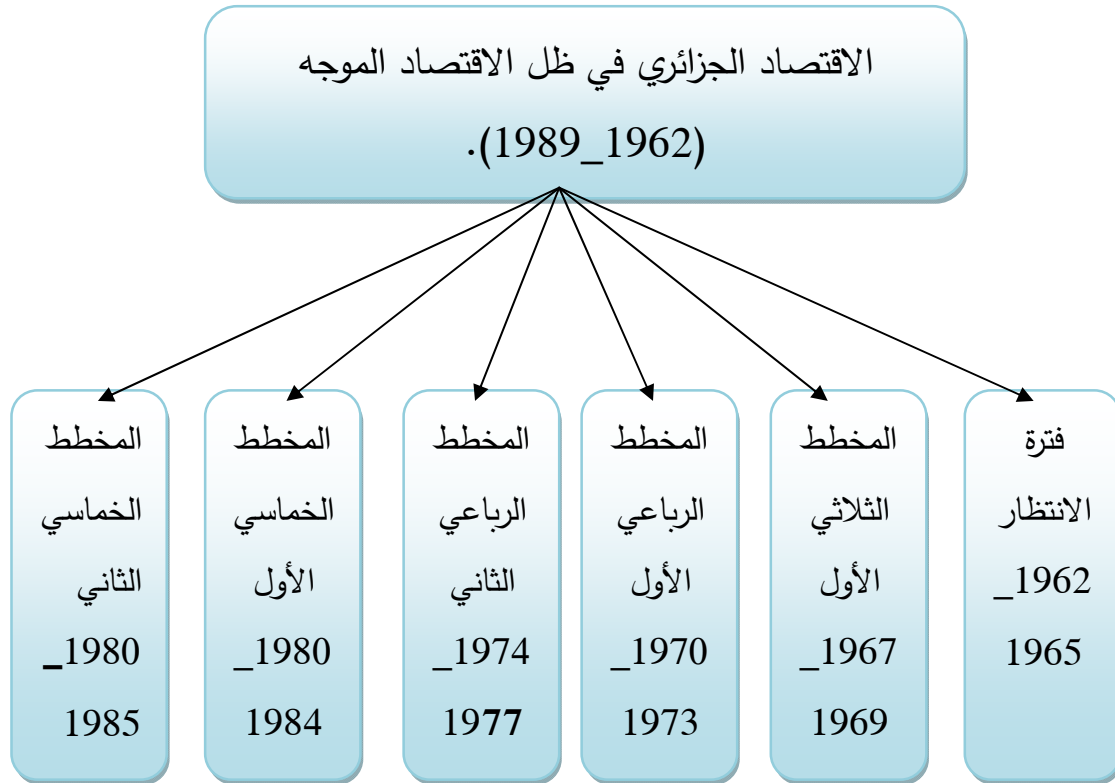 الاقتصاد الجزائري في ظل الاقتصاد الموجه
(1962_1989).
فترة
الانتظار
1962_
1965
المخطط
الثلاثي
الأول
1967_
1969
المخطط
الرباعي
الأول
1970_
1973
المخطط
الرباعي
الثاني
1974_
1977
المخطط
الخماسي
الأول
1980_
1984
المخطط
الخماسي
الثاني
1980_
1985